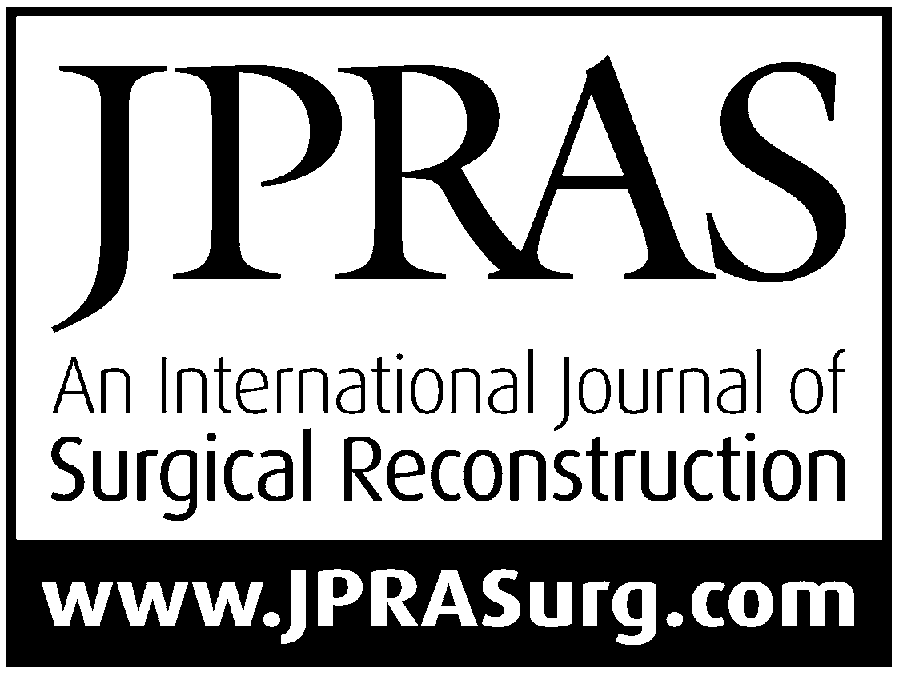 JPRAS
An International Journal of
Surgical Reconstruction
www.JPRASurg.com